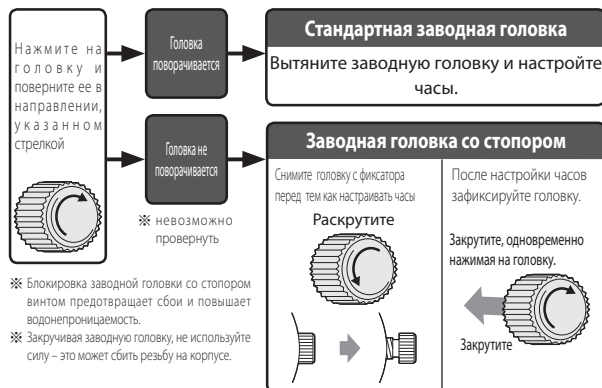 Нажмите на
головку и
поверните ее в
направлении,
указанном
стрелкой
Головка
поворачивается
Стандартная заводная головка
Вытяните заводную головку и настройте
часы.
Головка не
поворачивается
※ невозможно
провернуть
Заводная головка со стопором
Снимите головку с фиксатора
перед тем как настраивать часы
Раскрутите
После настройки часов
зафиксируйте головку.
Закрутите, одновременно
нажимая на головку.
Закрутите
※ Блокировка заводной головки со стопором
винтом предотвращает сбои и повышает
водонепроницаемость.
※ Закручивая заводную головку, не используйте
силу – это может сбить резьбу на корпусе.